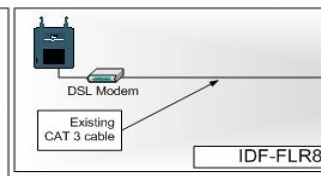 DSL Modem
Existing
CAT 3 cable
IDF-FLR8